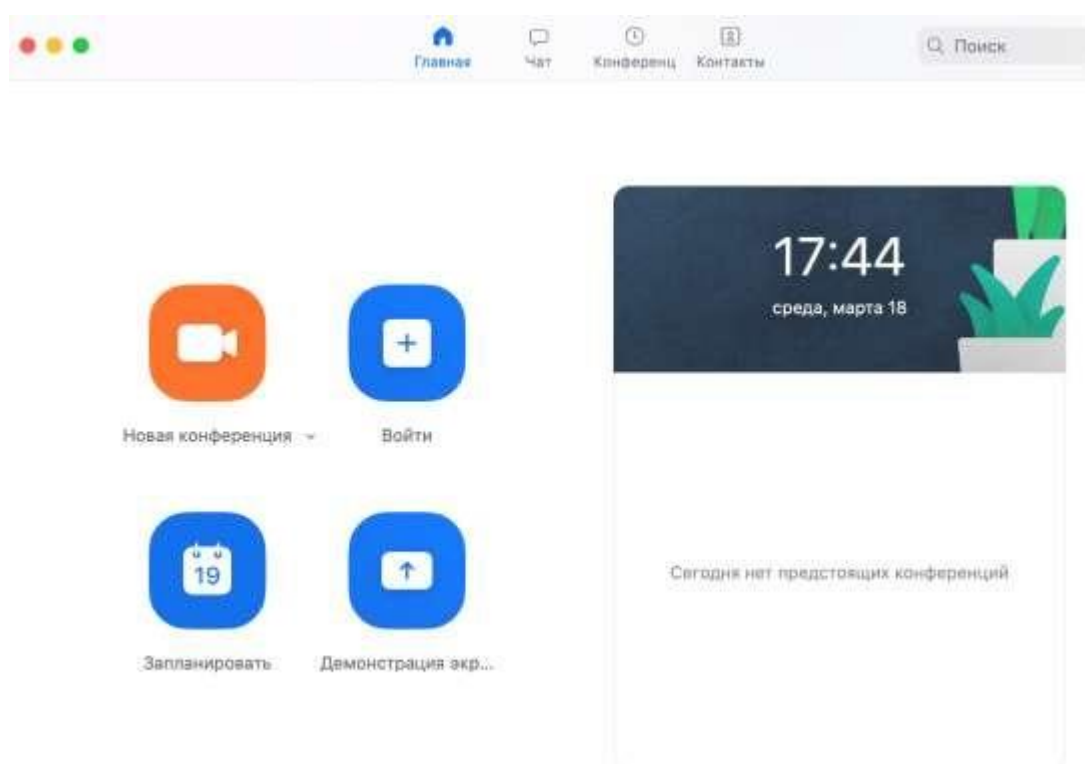 Главная
Чат
Конференц
Контакты
Поиск
17:44
среда, марта 18
Новая конференция
Войти
19
Запланировать
Демонстрация экр...
Сегодня нет предстоящих конференций